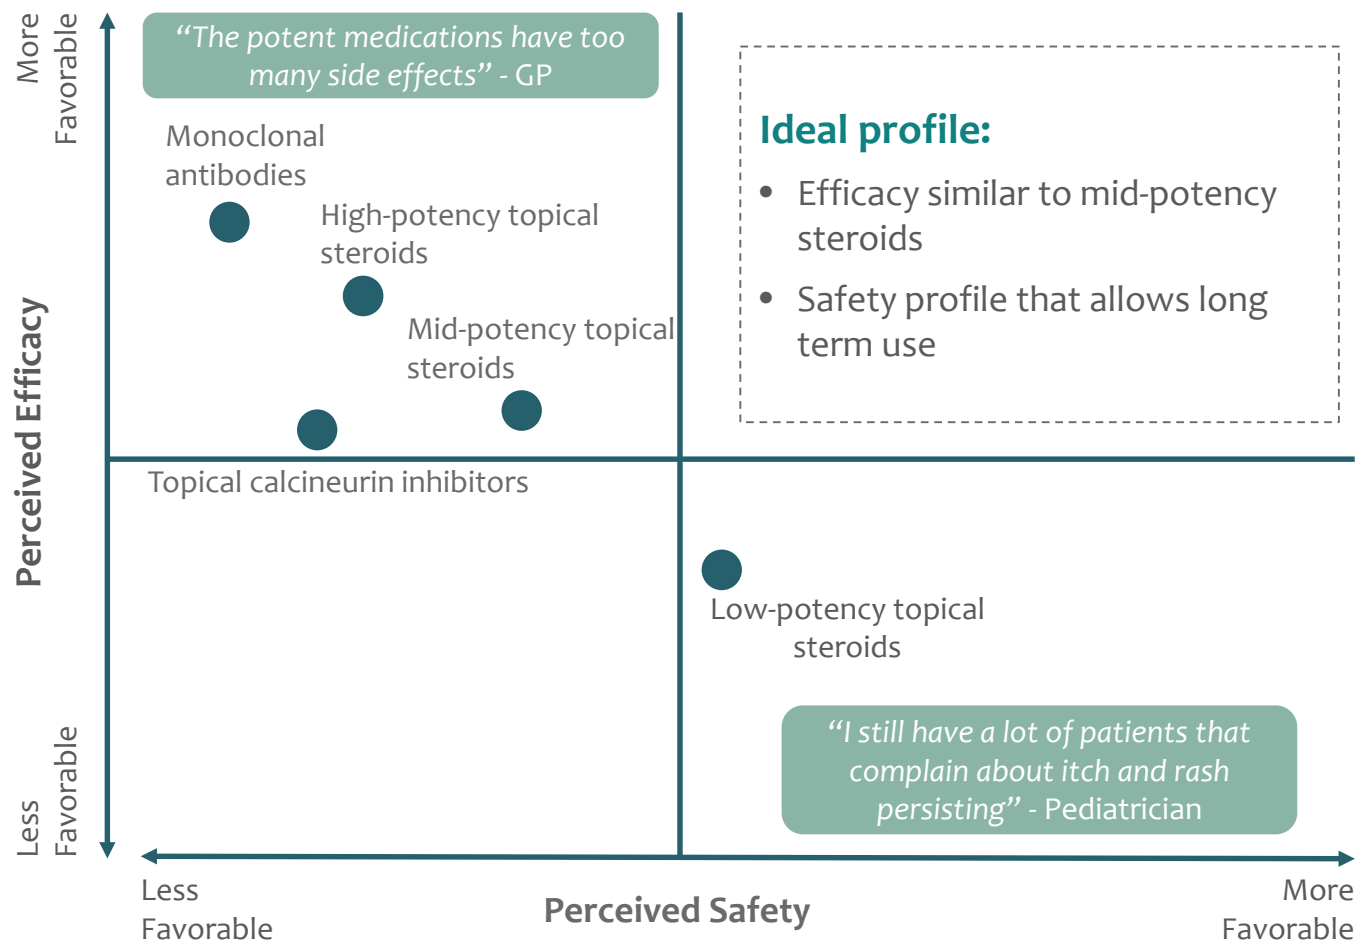 More
Favorable
“The potent medications have too
many side effects” - GP
Monoclonal
antibodies
High-potency topical
steroids
Mid-potency topical
steroids
Topical calcineurin inhibitors
Ideal profile:
• Efficacy similar to mid-potency
steroids
• Safety profile that allows long
term use
Perceived Efficacy
Low-potency topical
steroids
“I still have a lot of patients that
complain about itch and rash
persisting” - Pediatrician
Less
Favorable
Less
Favorable
Perceived Safety
More
Favorable